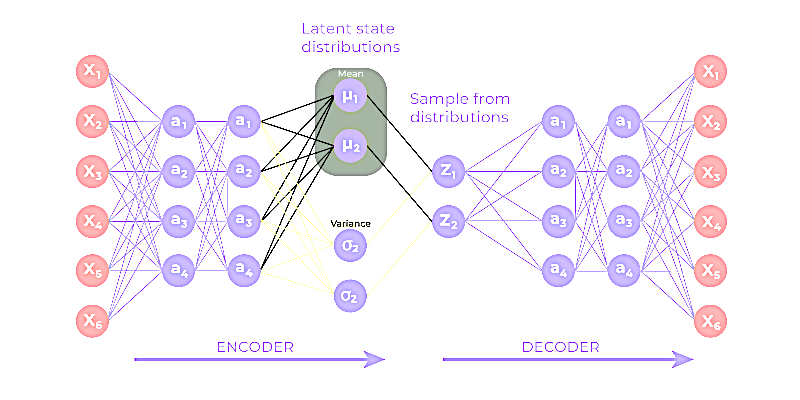 Latent state
distributions
Mean
Sample from
distributions
Variance
x₁
x₂
x₃
x₄
x₅
x₆
a₁
a₂
a₃
a₄
a₁
a₂
a₃
a₄
μ₁
μ₂
σ₂
σ₂
z₁
z₂
a₁
a₂
a₃
a₄
a₁
a₂
a₃
a₄
x₁
x₂
x₃
x₄
x₅
x₆
ENCODER
DECODER